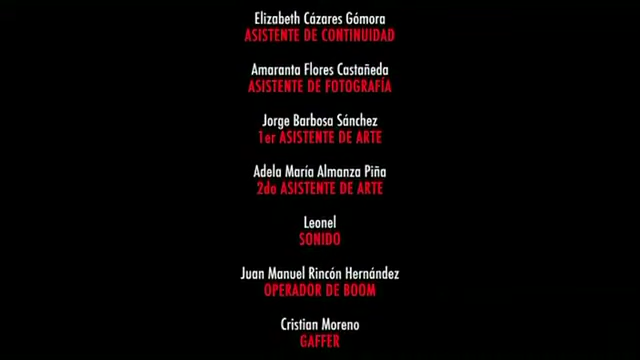 Elizabeth Cázares Gómora
ASISTENTE DE CONTINUIDAD
Amaranta Flores Castañeda
ASISTENTE DE FOTOGRAFÍA
Jorge Barbosa Sánchez
1er ASISTENTE DE ARTE
Adela María Almanza Piña
2do ASISTENTE DE ARTE
Leonel
SONIDO
Juan Manuel Rincón Hernández
OPERADOR DE BOOM
Cristian Moreno
GAFFER